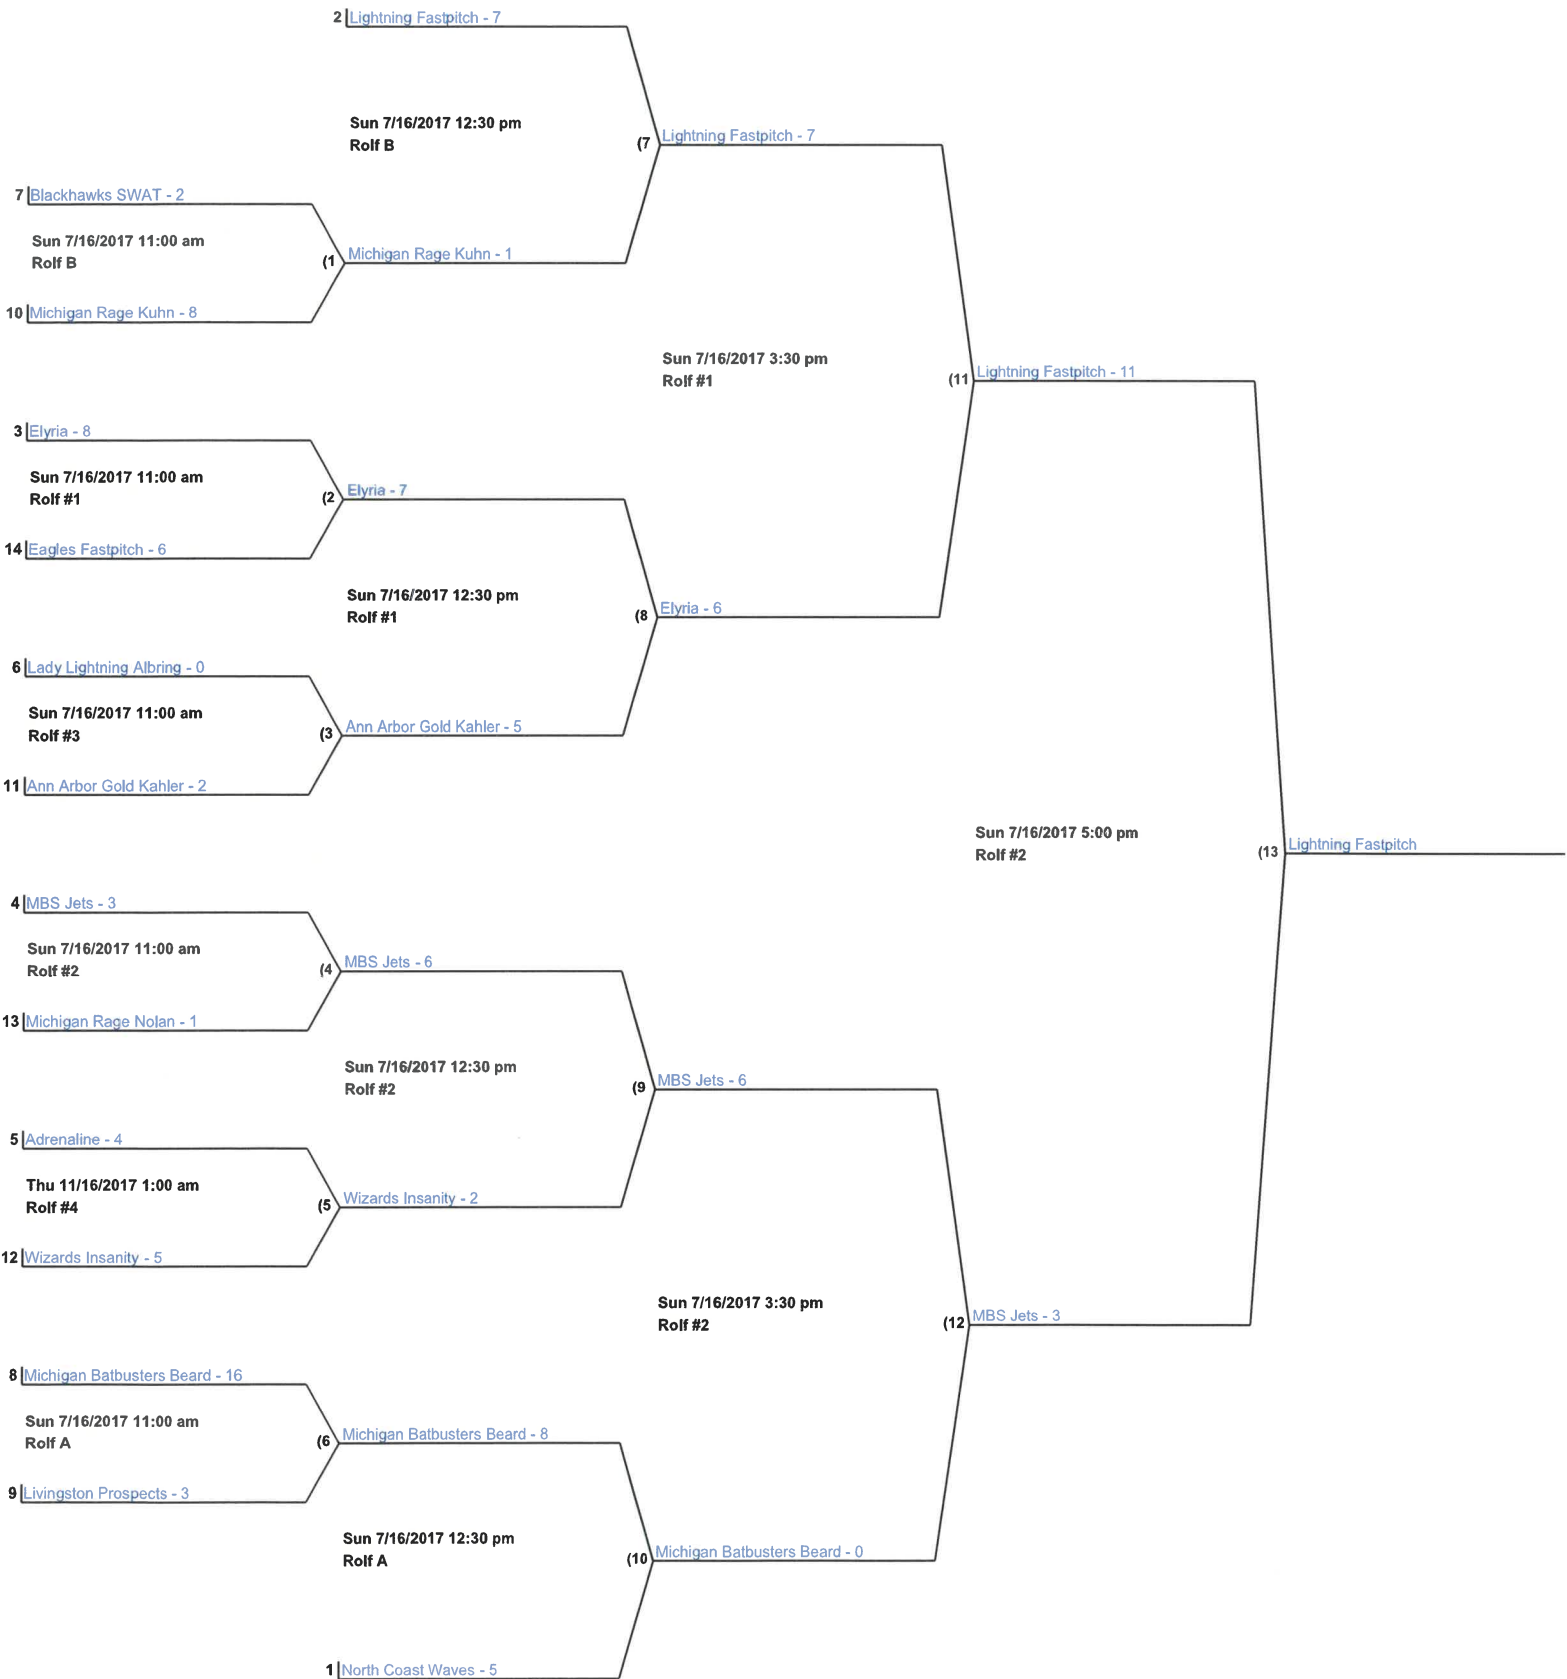 2 Lightning Fastpitch - 7
Sun 7/16/2017 12:30 pm
Rolf B
(7 Lightning Fastpitch - 7
7 Blackhawks SWAT - 2
Sun 7/16/2017 11:00 am
Rolf B
(1 Michigan Rage Kuhn - 1
10 Michigan Rage Kuhn - 8
Sun 7/16/2017 3:30 pm
Rolf #1
(11 Lightning Fastpitch - 11
3 Elyria - 8
Sun 7/16/2017 11:00 am
Rolf #1
(2 Elyria - 7
14 Eagles Fastpitch - 6
Sun 7/16/2017 12:30 pm
Rolf #1
(8 Elyria - 6
6 Lady Lightning Albring - 0
Sun 7/16/2017 11:00 am
Rolf #3
(3 Ann Arbor Gold Kahler - 5
11 Ann Arbor Gold Kahler - 2
Sun 7/16/2017 5:00 pm
Rolf #2
(13 Lightning Fastpitch
4 MBS Jets - 3
Sun 7/16/2017 11:00 am
Rolf #2
(4 MBS Jets - 6
13 Michigan Rage Nolan - 1
Sun 7/16/2017 12:30 pm
Rolf #2
(9 MBS Jets - 6
5 Adrenaline - 4
Thu 11/16/2017 1:00 am
Rolf #4
(5 Wizards Insanity - 2
12 Wizards Insanity - 5
Sun 7/16/2017 3:30 pm
Rolf #2
(12 MBS Jets - 3
8 Michigan Batbusters Beard - 16
Sun 7/16/2017 11:00 am
Rolf A
(6 Michigan Batbusters Beard - 8
9 Livingston Prospects - 3
Sun 7/16/2017 12:30 pm
Rolf A
(10 Michigan Batbusters Beard - 0
1 North Coast Waves - 5